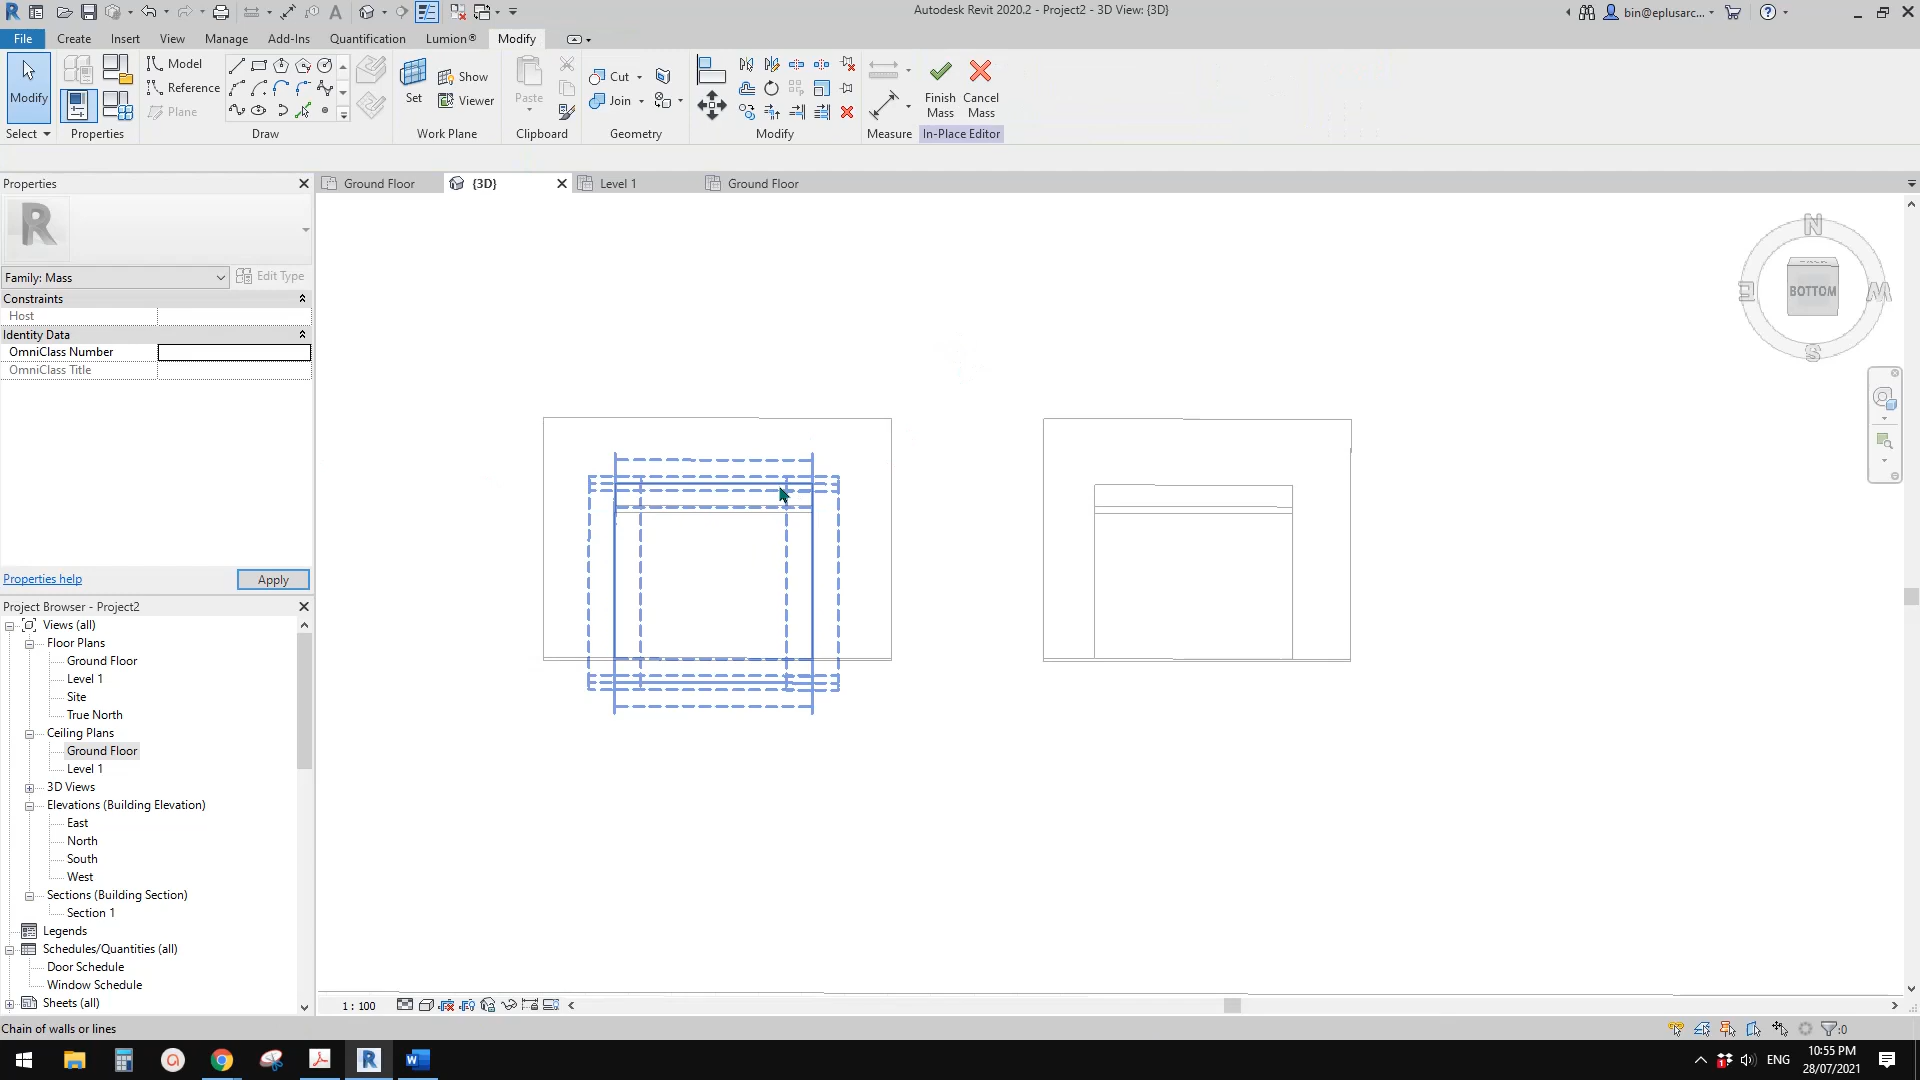 Autodesk Revit 2020.2 - Project2 - 3D View: {3D}
bin@eplusarc...
File
Create
Insert
View
Manage
Add-Ins
Quantification
Lumion®
Modify
Modify
Model
Reference
Plane
Set
Show
Viewer
Paste
Cut
Join
Finish
Mass
Cancel
Mass
Select
Properties
Draw
Work Plane
Clipboard
Geometry
Modify
Measure
In-Place Editor
Properties
Ground Floor
{3D}
Level 1
Ground Floor
R
Family: Mass
Edit Type
Constraints
Host
Identity Data
OmniClass Number
OmniClass Title
Properties help
Apply
N
E
W
S
BACK
BOTTOM
Project Browser - Project2
Views (all)
Floor Plans
Ground Floor
Level 1
Site
True North
Ceiling Plans
Ground Floor
Level 1
3D Views
Elevations (Building Elevation)
East
North
South
West
Sections (Building Section)
Section 1
Legends
Schedules/Quantities (all)
Door Schedule
Window Schedule
Sheets (all)
1 : 100
Chain of walls or lines
:0
ENG
10:55 PM
28/07/2021